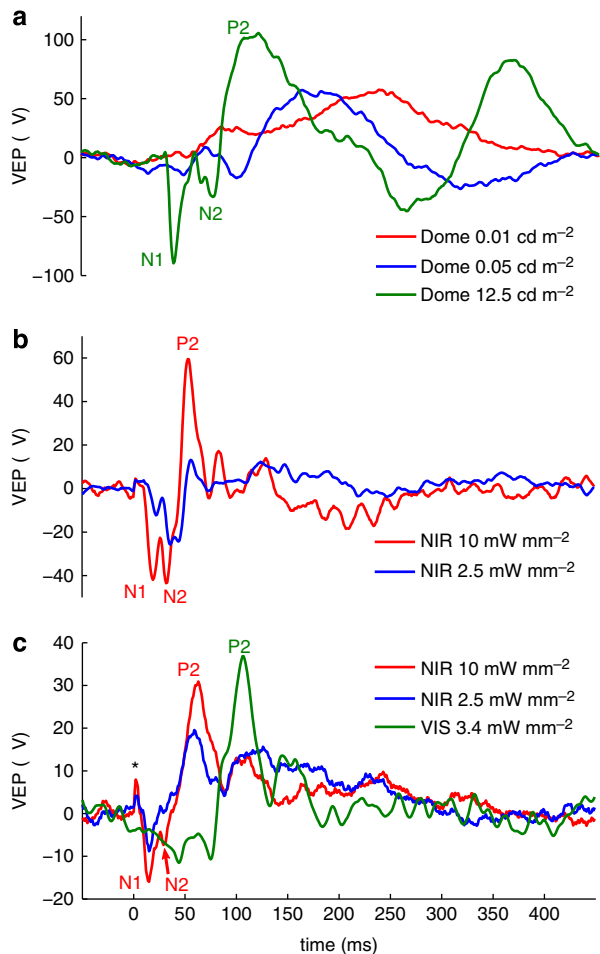 a
P2
100
50
0
−50
−100
VEP ( V)
N2
N1
Dome 0.01 cd m−2
Dome 0.05 cd m−2
Dome 12.5 cd m−2
b
P2
60
40
20
0
−20
−40
VEP ( V)
NIR 10 mW mm−2
NIR 2.5 mW mm−2
N1
N2
c
P2
P2
40
30
20
10
0
−10
−20
VEP ( V)
NIR 10 mW mm−2
NIR 2.5 mW mm−2
VIS 3.4 mW mm−2
*
N1
N2
0 50 100 150 200 250 300 350 400
time (ms)